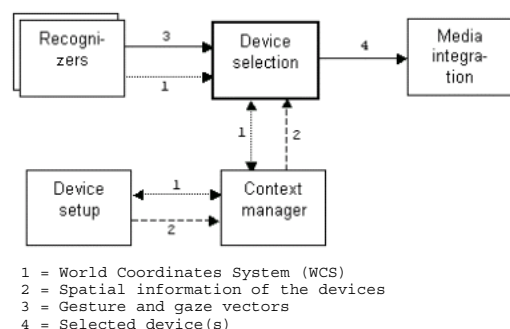 Recogni-
zers
3
1
Device
selection
4
Media
integra-
tion
1
2
Device
setup
1
2
Context
manager
1 = World Coordinates System (WCS)
2 = Spatial information of the devices
3 = Gesture and gaze vectors
4 = Selected device(s)